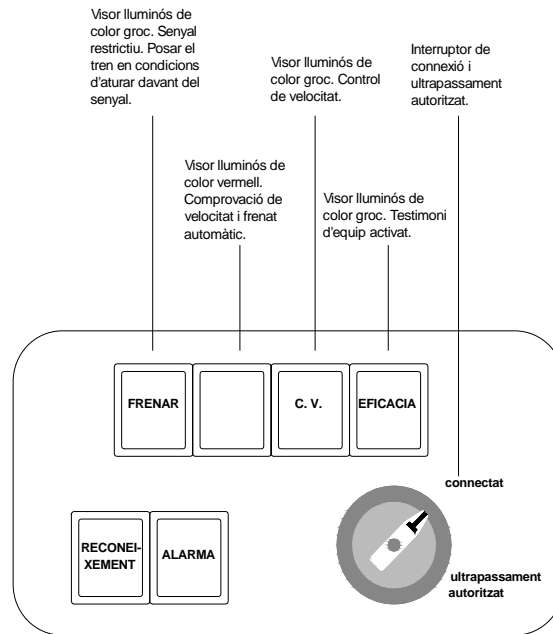 Visor lluminós de
color groc. Senyal
restrictiu. Posar el
tren en condicions
d'aturar davant del
senyal.
Visor lluminós de
color groc. Control
de velocitat.
Interruptor de
connexió i
ultrapassament
autoritzat.
Visor lluminós de
color vermell.
Comprovació de
velocitat i frenat
automàtic.
Visor lluminós de
color groc. Testimoni
d'equip activat.
FRENAR
C. V.
EFICACIA
connectat
RECONEI-
XEMENT
ALARMA
ultrapassament
autoritzat